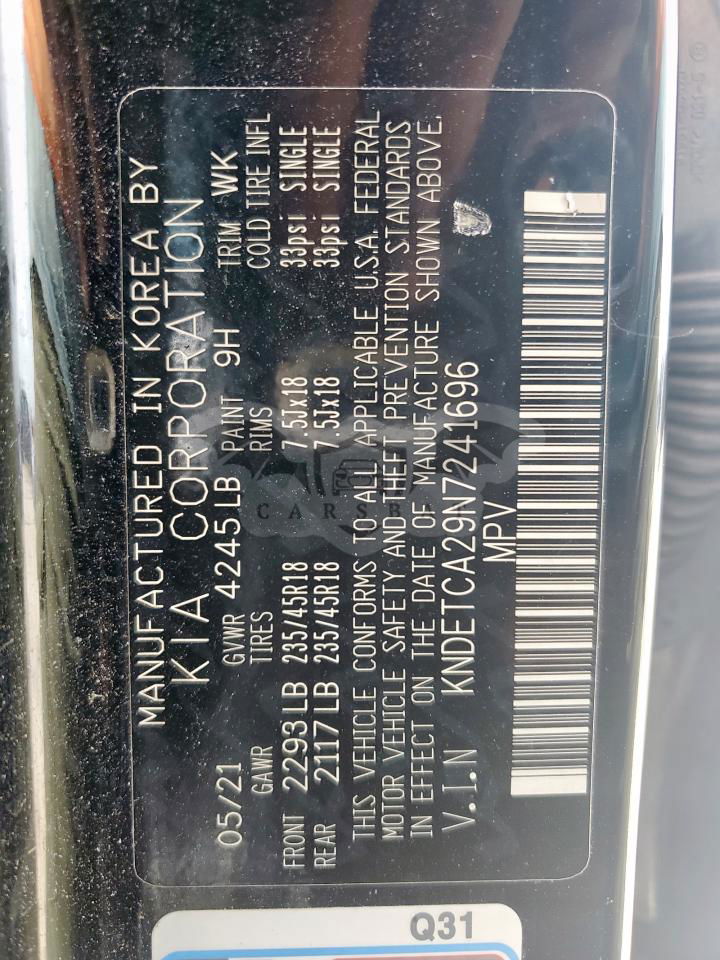 MANUFACTURED IN KOREA BY
KIA CORPORATION
05/21 GVWR 4245LB PAINT 9H TRIM WK
GAWR TIRES RIMS COLD TIRE INFL
FRONT 2293LB 235/45R18 7.5Jx18 33psi SINGLE
REAR 2117LB 235/45R18 7.5Jx18 33psi SINGLE
THIS VEHICLE CONFORMS TO ALL APPLICABLE U.S.A. FEDERAL
MOTOR VEHICLE SAFETY AND THEFT PREVENTION STANDARDS
IN EFFECT ON THE DATE OF MANUFACTURE SHOWN ABOVE.
V.I.N KNDETCA29N7241696
MPV
Q31